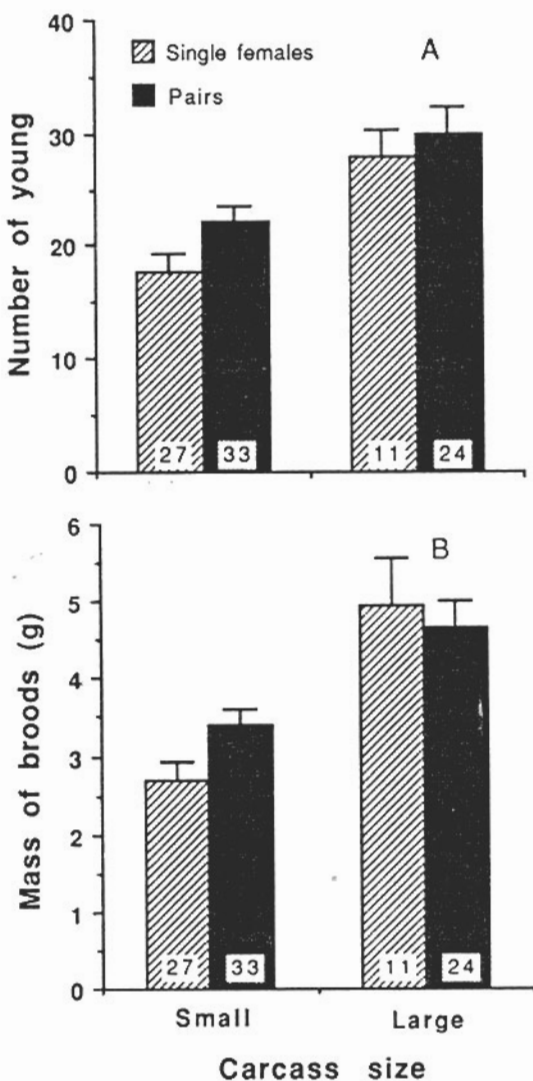 40
Single females
A
Pairs
30
20
10
0
Number of young
27 33 11 24
6
B
5
4
3
2
1
0
Mass of broods (g)
27 33 11 24
Small Large
Carcass size